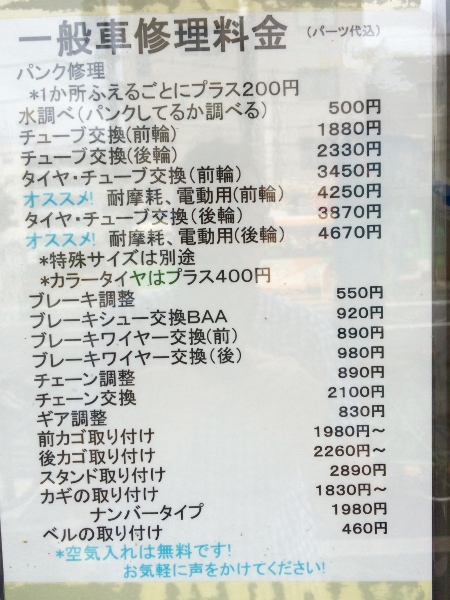 一般車修理料金 （パーツ代込）
パンク修理
*1か所ふえるごとにプラス200円
水調べ(パンクしてるか調べる) 500円
チューブ交換(前輪) 1880円
チューブ交換(後輪) 2330円
タイヤ・チューブ交換(前輪) 3450円
オススメ! 耐摩耗、電動用(前輪) 4250円
タイヤ・チューブ交換(後輪) 3870円
オススメ! 耐摩耗、電動用(後輪) 4670円
*特殊サイズは別途
*カラータイヤはプラス400円
ブレーキ調整 550円
ブレーキシュー交換BAA 920円
ブレーキワイヤー交換(前) 890円
ブレーキワイヤー交換(後) 980円
チェーン調整 890円
チェーン交換 2100円
ギア調整 830円
前カゴ取り付け 1980円～
後カゴ取り付け 2260円～
スタンド取り付け 2890円
カギの取り付け 1830円～
ナンバータイプ 1980円
ベルの取り付け 460円
*空気入れは無料です!
お気軽に声をかけてください!